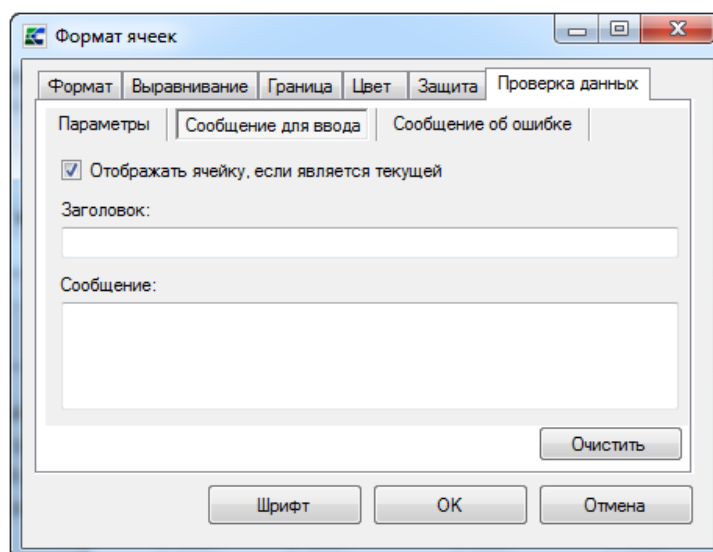 Формат ячеек
Формат Выравнивание Граница Цвет Защита Проверка данных
Параметры Сообщение для ввода Сообщение об ошибке
Отображать ячейку, если является текущей
Заголовок:
Сообщение:
Очистить
Шрифт OK Отмена